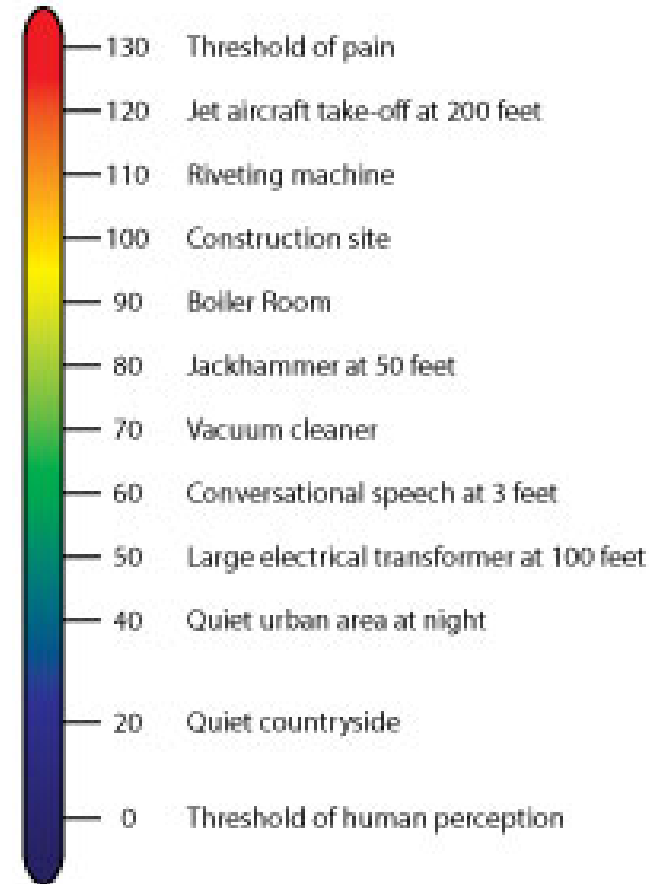 130 Threshold of pain
120 Jet aircraft take-off at 200 feet
110 Riveting machine
100 Construction site
90 Boiler Room
80 Jackhammer at 50 feet
70 Vacuum cleaner
60 Conversational speech at 3 feet
50 Large electrical transformer at 100 feet
40 Quiet urban area at night
20 Quiet countryside
0 Threshold of human perception